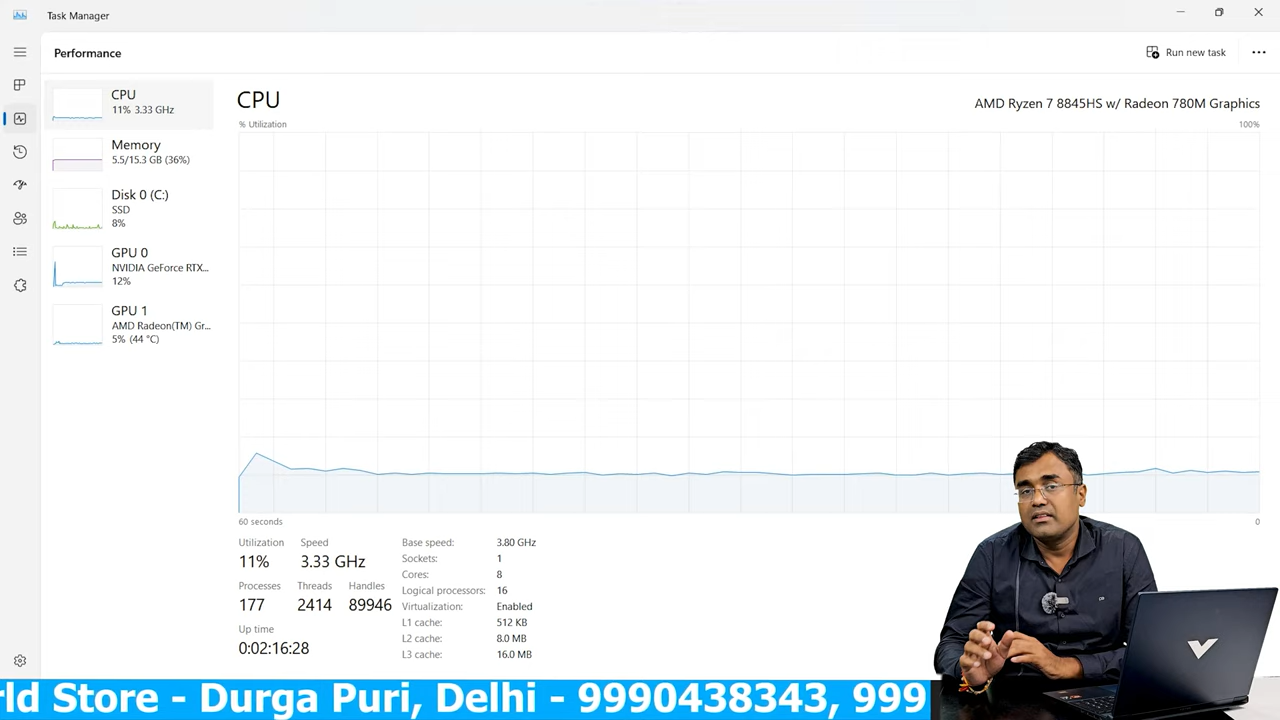 Task Manager
Performance
Run new task
CPU
11% 3.33 GHz
Memory
5.5/15.3 GB (36%)
Disk 0 (C:)
SSD
8%
GPU 0
NVIDIA GeForce RTX...
12%
GPU 1
AMD Radeon(TM) Gr...
5% (44 °C)
CPU
AMD Ryzen 7 8845HS w/ Radeon 780M Graphics
% Utilization
100%
60 seconds
0
Utilization
Speed
11%
3.33 GHz
Processes
Threads
Handles
177
2414
89946
Up time
0:02:16:28
Base speed: 3.80 GHz
Sockets: 1
Cores: 8
Logical processors: 16
Virtualization: Enabled
L1 cache: 512 KB
L2 cache: 8.0 MB
L3 cache: 16.0 MB
rld Store - Durga Puri, Delhi - 9990438343, 999